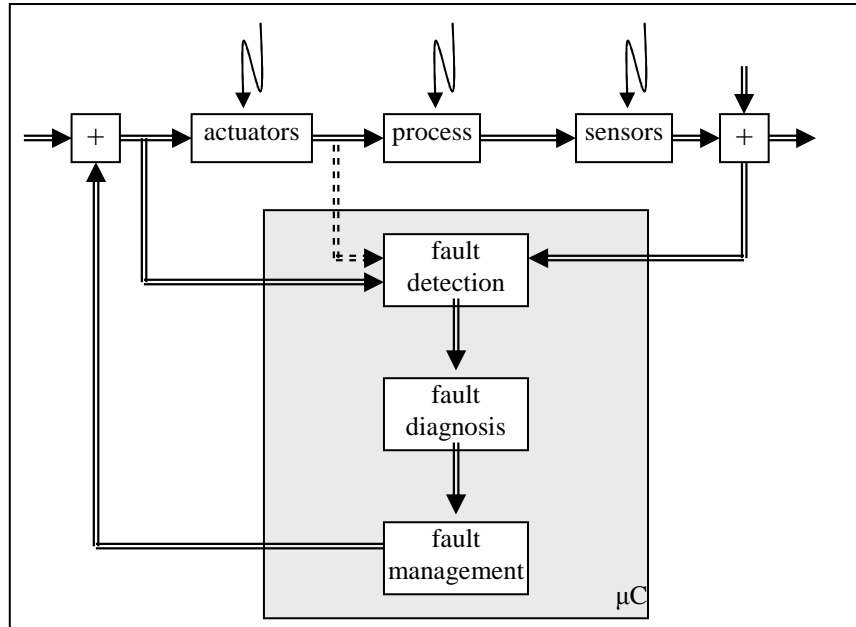 +
actuators
process
sensors
+
fault
detection
fault
diagnosis
fault
management
μC